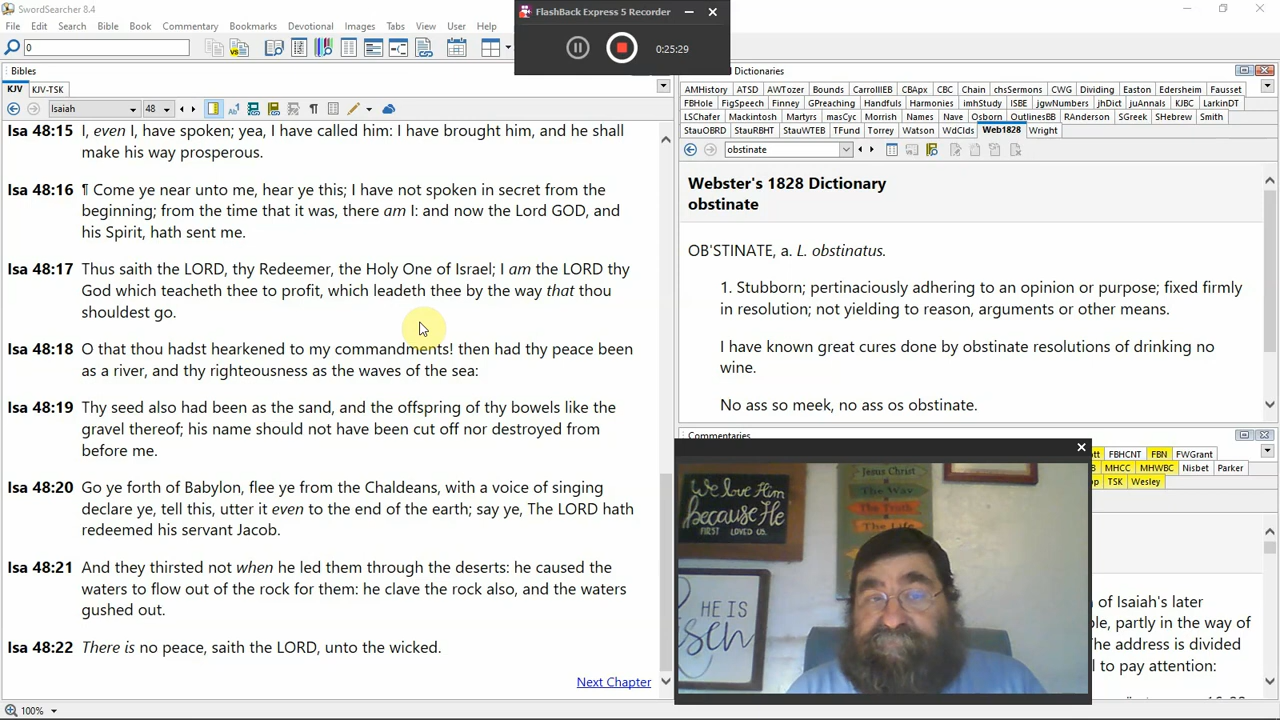 SwordSearcher 8.4
File Edit Search Bible Book Commentary Bookmarks Devotional Images Tabs View Library Window User Help
FlashBack Express 5 Recorder
0:25:29
0
Bibles
KJV KJV-TSK
Isaiah 48
Isa 48:15 I, even I, have spoken; yea, I have called him: I have brought him, and he shall
make his way prosperous.
Isa 48:16 ¶ Come ye near unto me, hear ye this; I have not spoken in secret from the
beginning; from the time that it was, there am I: and now the Lord GOD, and
his Spirit, hath sent me.
Isa 48:17 Thus saith the LORD, thy Redeemer, the Holy One of Israel; I am the LORD thy
God which teacheth thee to profit, which leadeth thee by the way that thou
shouldest go.
Isa 48:18 O that thou hadst hearkened to my commandments! then had thy peace been
as a river, and thy righteousness as the waves of the sea:
Isa 48:19 Thy seed also had been as the sand, and the offspring of thy bowels like the
gravel thereof; his name should not have been cut off nor destroyed from
before me.
Isa 48:20 Go ye forth of Babylon, flee ye from the Chaldeans, with a voice of singing
declare ye, tell this, utter it even to the end of the earth; say ye, The LORD hath
redeemed his servant Jacob.
Isa 48:21 And they thirsted not when he led them through the deserts: he caused the
waters to flow out of the rock for them: he clave the rock also, and the waters
gushed out.
Isa 48:22 There is no peace, saith the LORD, unto the wicked.
Next Chapter
100%
Dictionaries
AMHistory ATSD AWTozer Bounds CarrollIEB CBApx CBC Chain chsSermons CWG Dividing Easton Edersheim Fausset
FBHole FigSpeech Finney GPreaching Handfuls Harmonies imhStudy ISBE jgwNumbers jhDict juAnnals KJBC LarkinDT
LSChafer Mackintosh Martyrs masCyc Morrish Names Nave Osborn OutlinesBB RAnderson SGreek SHebrew Smith
StauOBRD StauRBHT StauWTEB TFund Torrey Watson WdClds Web1828 Wright
obstinate
Webster's 1828 Dictionary
obstinate
OB'STINATE, a. L. obstinatus.
1. Stubborn; pertinaciously adhering to an opinion or purpose; fixed firmly
in resolution; not yielding to reason, arguments or other means.
I have known great cures done by obstinate resolutions of drinking no
wine.
No ass so meek, no ass os obstinate.
Commentaries
FBHCNT FBN FWGrant
MHCC MHWBC Nisbet Parker
TSK Wesley
of Isaiah's later
partly in the way of
The address is divided
to pay attention:
We love Him
because He
FIRST LOVED US.
Jesus Christ
The Way
The Truth
The Life
HE IS